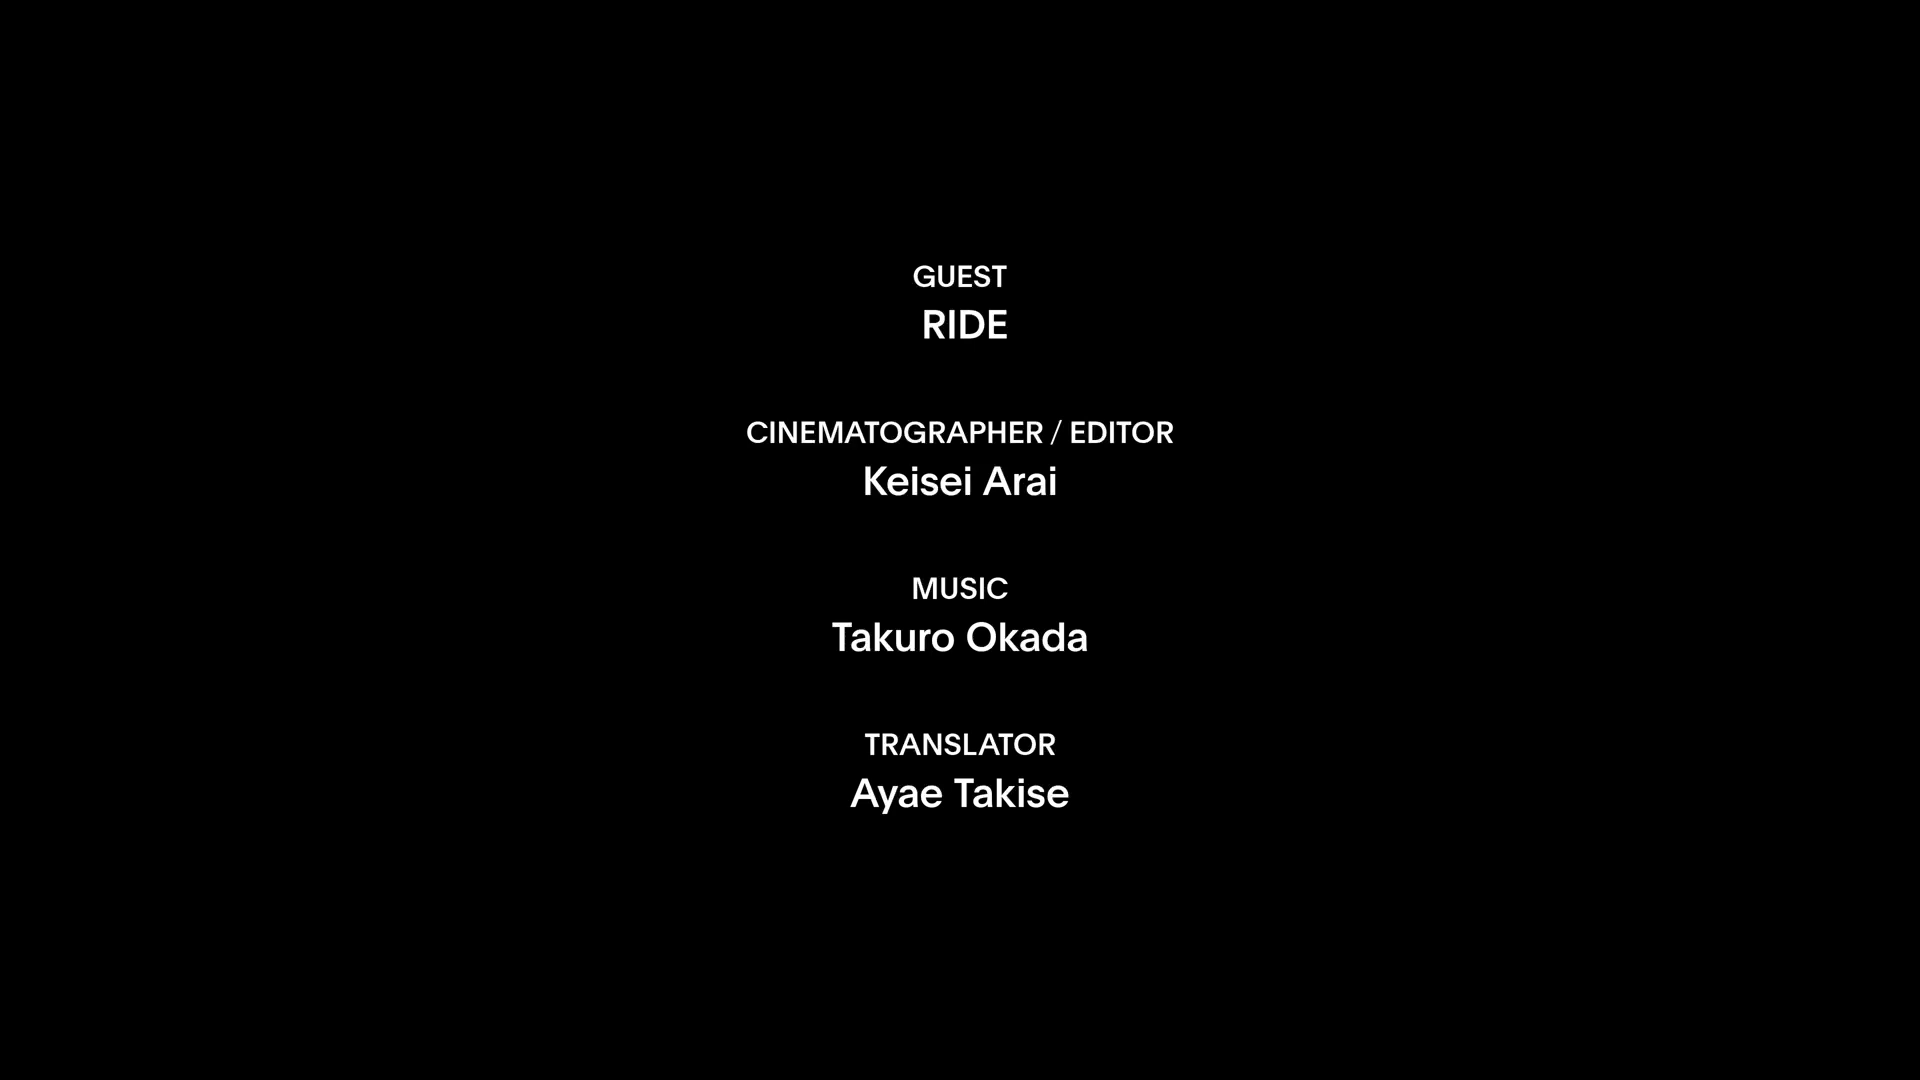 GUEST
RIDE
CINEMATOGRAPHER / EDITOR
Keisei Arai
MUSIC
Takuro Okada
TRANSLATOR
Ayae Takise